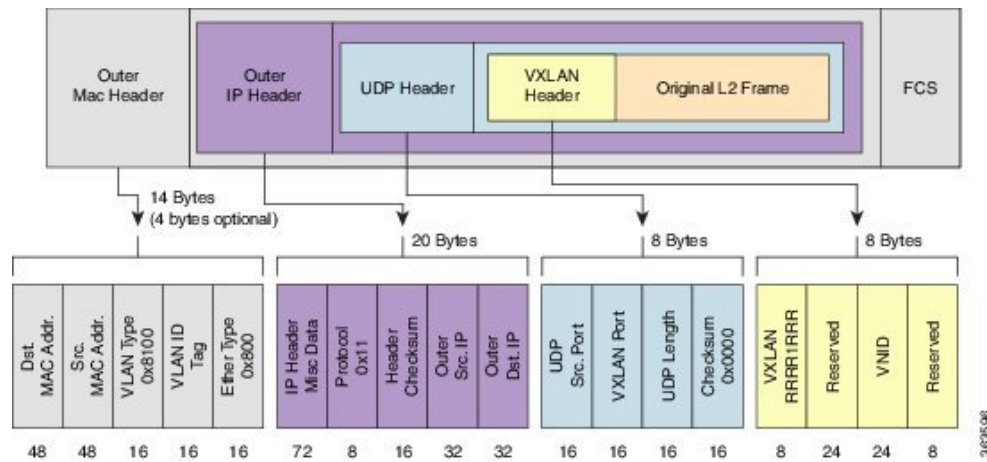 Outer
Mac Header
Outer
IP Header
UDP Header
VXLAN
Header
Original L2 Frame
FCS
14 Bytes
(4 bytes optional)
20 Bytes
8 Bytes
8 Bytes
Dst.
MAC Addr.
Src.
MAC Addr.
VLAN Type
0x8100
VLAN ID
Tag
Ether Type
0x800
IP Header
Misc Data
Protocol
0x11
Header
Checksum
Outer
Src. IP
Outer
Dst. IP
UDP
Src. Port
VXLAN Port
UDP Length
Checksum
0x0000
VXLAN
RRRR1RRR
Reserved
VNID
Reserved
48 48 16 16 16
72 8 16 32 32
16 16 16 16
8 24 24 8